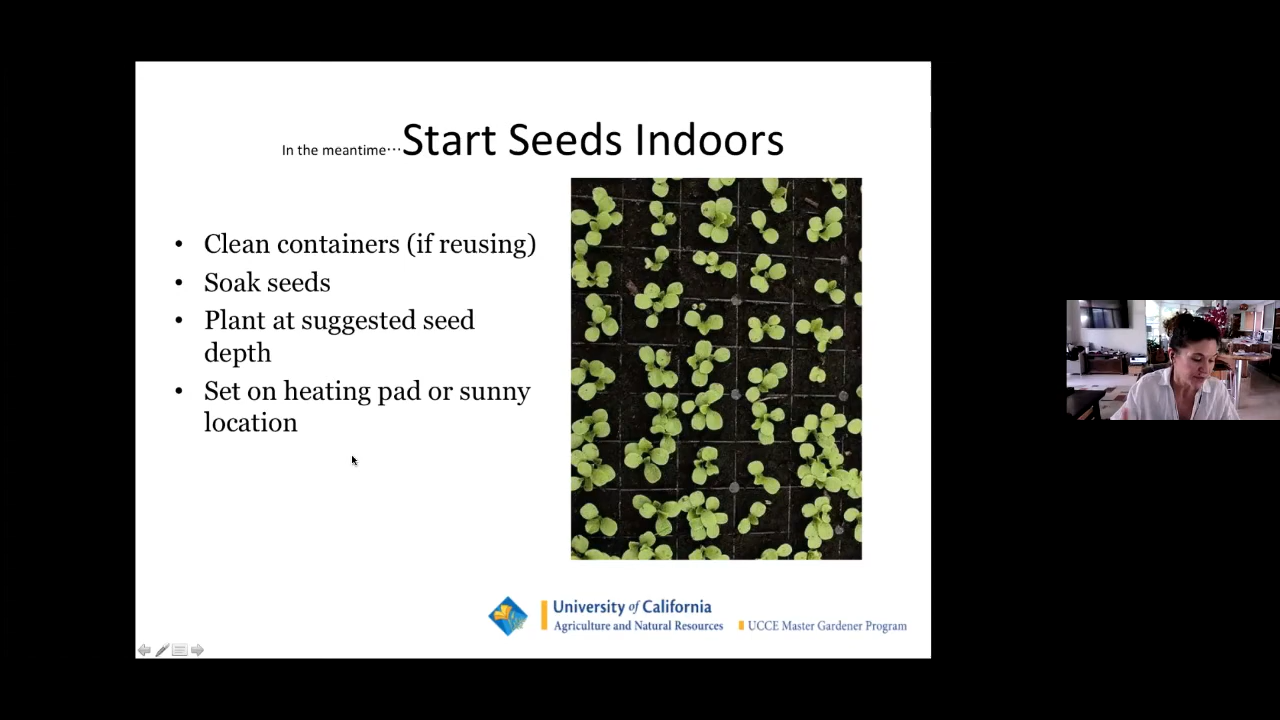 In the meantime…Start Seeds Indoors
• Clean containers (if reusing)
• Soak seeds
• Plant at suggested seed
depth
• Set on heating pad or sunny
location
University of California
Agriculture and Natural Resources
UCCE Master Gardener Program